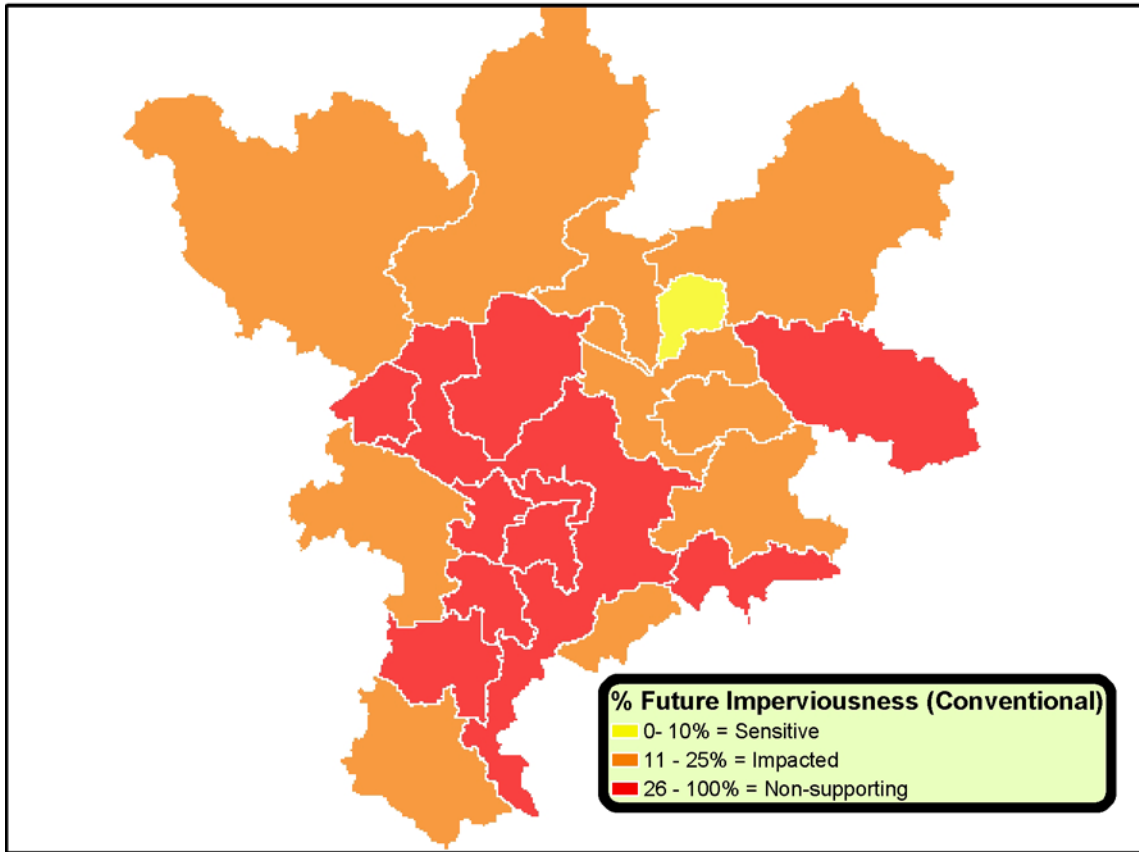 % Future Imperviousness (Conventional)
0- 10% = Sensitive
11 - 25% = Impacted
26 - 100% = Non-supporting